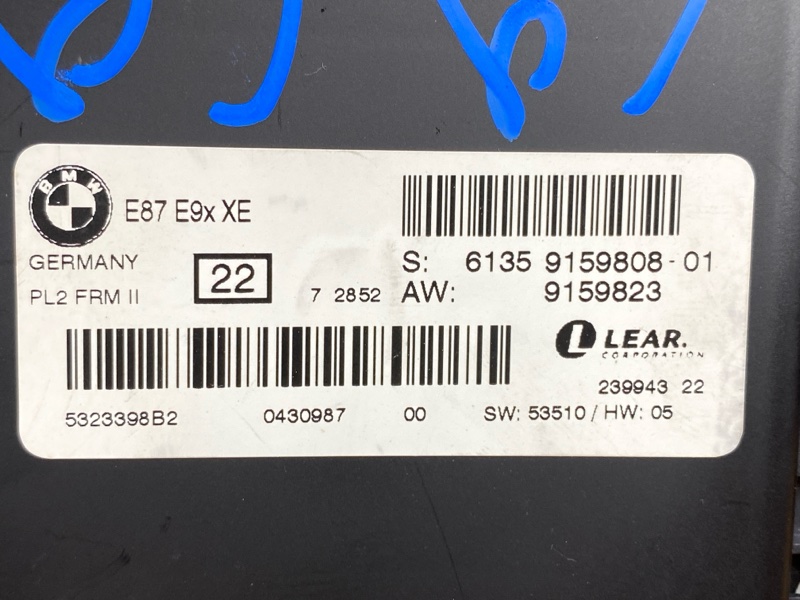 BMW E87 E9x XE
GERMANY 22 S: 6135 9159808-01
PL2 FRM II 7 2852 AW: 9159823
LEAR.
CORPORATION
239943 22
5323398B2 0430987 00 SW: 53510 / HW: 05